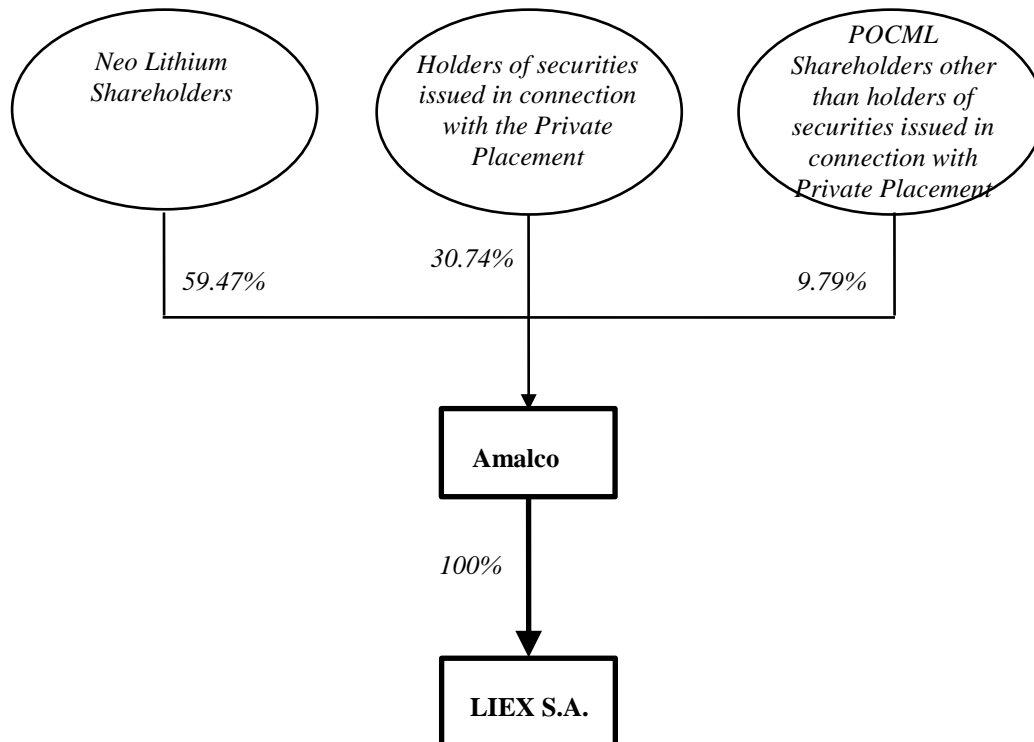 Neo Lithium
Shareholders
Holders of securities
issued in connection
with the Private
Placement
POCML
Shareholders other
than holders of
securities issued in
connection with
Private Placement
59.47%
30.74%
9.79%
Amalco
100%
LIEX S.A.